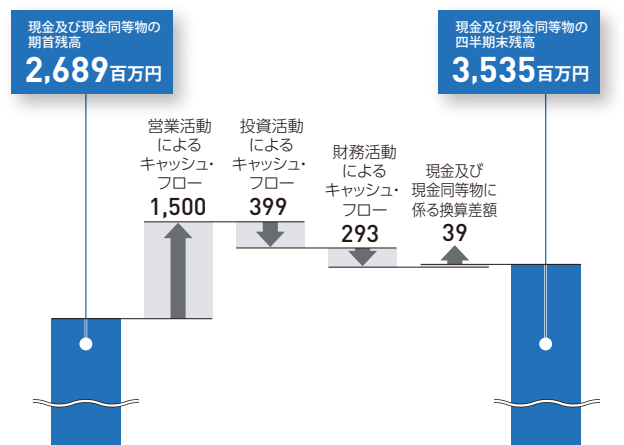 現金及び現金同等物の
期首残高
2,689百万円
現金及び現金同等物の
四半期末残高
3,535百万円
営業活動
による
キャッシュ・
フロー
1,500
投資活動
による
キャッシュ・
フロー
399
財務活動
による
キャッシュ・
フロー
293
現金及び
現金同等物に
係る換算差額
39